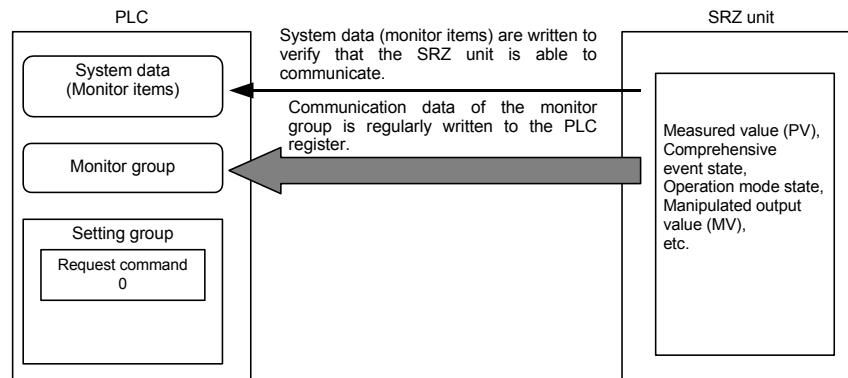 PLC
SRZ unit
System data (monitor items) are written to
verify that the SRZ unit is able to
communicate.
System data
(Monitor items)
Communication data of the monitor
group is regularly written to the PLC
register.
Monitor group
Measured value (PV),
Comprehensive
event state,
Operation mode state,
Manipulated output
value (MV),
etc.
Setting group
Request command
0